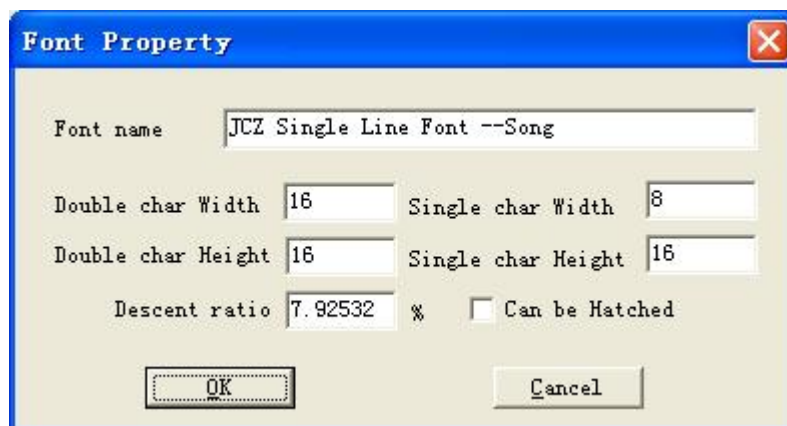 Font Property
Font name JCZ Single Line Font --Song
Double char Width 16 Single char Width 8
Double char Height 16 Single char Height 16
Descent ratio 7.92532 % Can be Hatched
OK Cancel